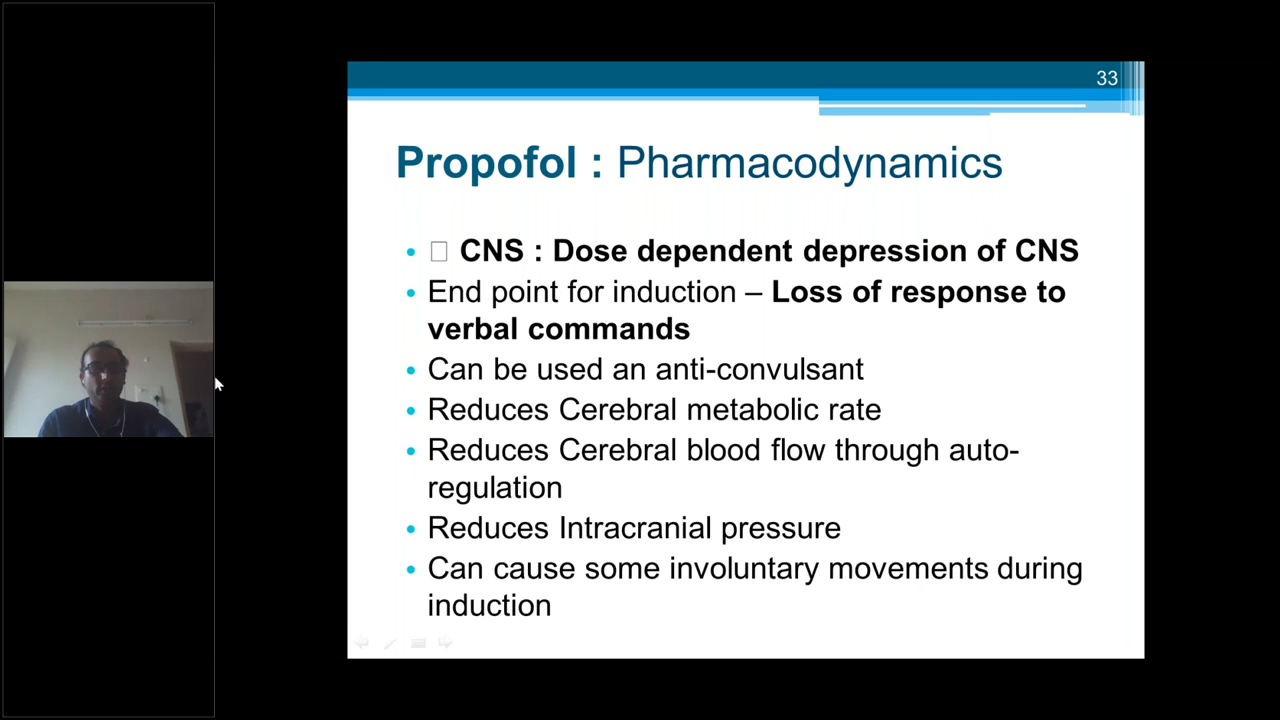 33
Propofol : Pharmacodynamics
• □ CNS : Dose dependent depression of CNS
• End point for induction – Loss of response to
verbal commands
• Can be used an anti-convulsant
• Reduces Cerebral metabolic rate
• Reduces Cerebral blood flow through auto-
regulation
• Reduces Intracranial pressure
• Can cause some involuntary movements during
induction